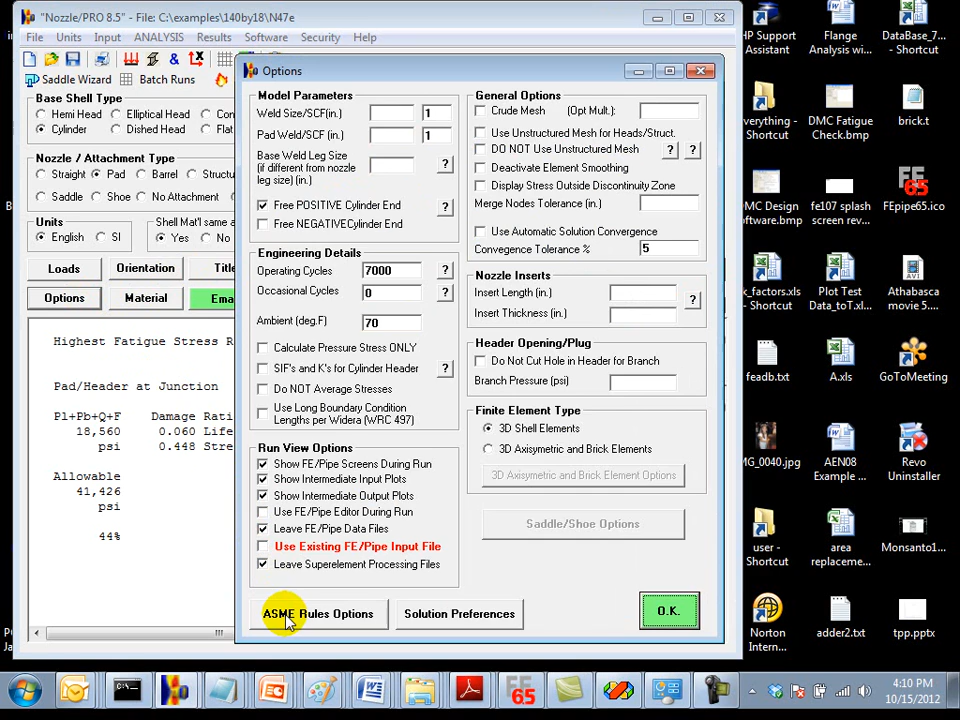 "Nozzle/PRO 8.5" - File: C:\examples\140by18\N47e
File Units Input ANALYSIS Results Software Security Help
Saddle Wizard Batch Runs
Base Shell Type
Hemi Head Elliptical Head
Cylinder Dished Head Flat
Nozzle / Attachment Type
Straight Pad Barrel
Saddle Shoe No Attachment
Units
English SI
Shell Mat'l same a
Yes No
Loads Orientation
Options Material
Highest Fatigue Stress R
Pad/Header at Junction
Pl+Pb+Q+F Damage Rati
18,560 0.060 Life
psi 0.448 Stre
Allowable
41,426
psi
44%
Options
Model Parameters
Weld Size/SCF(in.) 1
Pad Weld/SCF (in.) 1
Base Weld Leg Size
(if different from nozzle
leg size) (in.) ?
Free POSITIVE Cylinder End ?
Free NEGATIVECylinder End
Engineering Details
Operating Cycles 7000 ?
Occasional Cycles 0 ?
Ambient (deg.F) 70
Calculate Pressure Stress ONLY
SIF's and K's for Cylinder Header ?
Do NOT Average Stresses
Use Long Boundary Condition
Lengths per Widera (WRC 497)
Run View Options
Show FE/Pipe Screens During Run
Show Intermediate Input Plots
Show Intermediate Output Plots
Use FE/Pipe Editor During Run
Leave FE/Pipe Data Files
Use Existing FE/Pipe Input File
Leave Superelement Processing Files
ASME Rules Options Solution Preferences
General Options
Crude Mesh (Opt Mult.):
Use Unstructured Mesh for Heads/Struct.
DO NOT Use Unstructured Mesh ? ?
Deactivate Element Smoothing
Display Stress Outside Discontinuity Zone
Merge Nodes Tolerance (in.)
Use Automatic Solution Convergence
Convegence Tolerance % 5
Nozzle Inserts
Insert Length (in.)
Insert Thickness (in.) ?
Header Opening/Plug
Do Not Cut Hole in Header for Branch
Branch Pressure (psi)
Finite Element Type
3D Shell Elements
3D Axisymetric and Brick Elements
3D Axisymetric and Brick Element Options
Saddle/Shoe Options
O.K.
HP Support
Assistant
Flange
Analysis wi...
DataBase_7...
- Shortcut
Shortcut
DMC Fatigue
Check.bmp
brick.t
fe107 splash
screen rev...
FEpipe.ico
Shortcut
Plot Test
Data_toT.xl...
Athabasca
movie 5....
feadb.txt
A.xls
GoToMeeting
AEN08
Example ...
Revo
Uninstaller
user -
Shortcut
area
replaceme...
Monsanto1...
Norton
Intern...
adder2.txt
tpp.pptx
FE
65
4:10 PM
10/15/2012